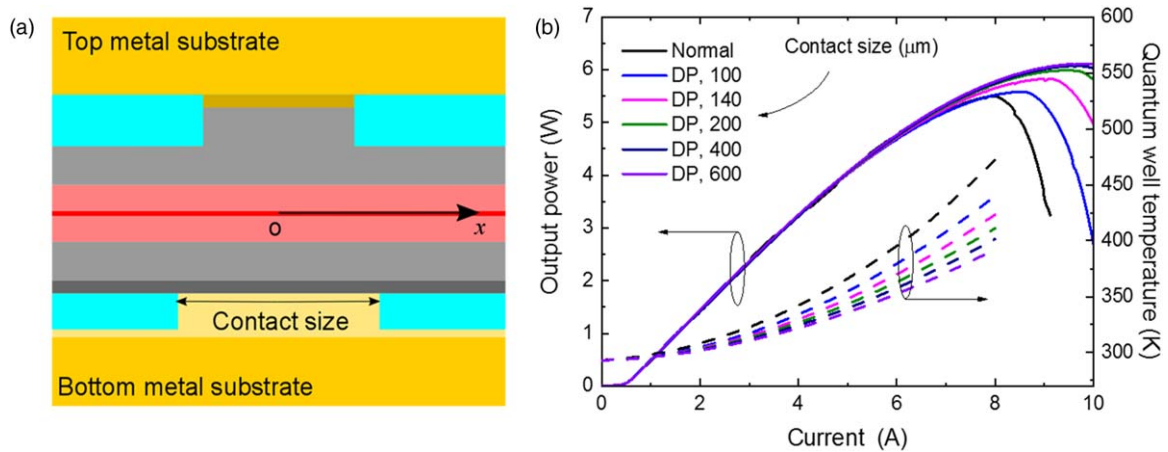 (a)
Top metal substrate
o
x
Contact size
Bottom metal substrate
(b)
Output power (W)
7
6
5
4
3
2
1
0
Normal
DP, 100
DP, 140
DP, 200
DP, 400
DP, 600
Contact size (μm)
600
550
500
450
400
350
300
Quantum well temperature (K)
0
2
4
6
8
10
Current (A)